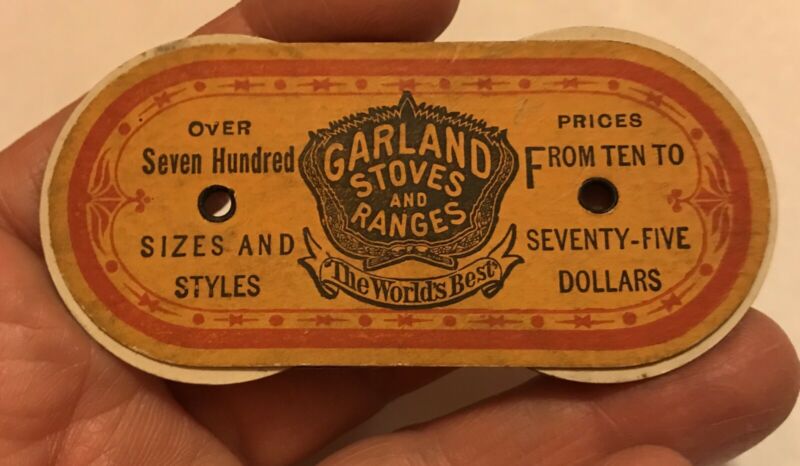 OVER
Seven Hundred
SIZES AND
STYLES
GARLAND
STOVES
AND
RANGES
The World's Best
PRICES
FROM TEN TO
SEVENTY-FIVE
DOLLARS